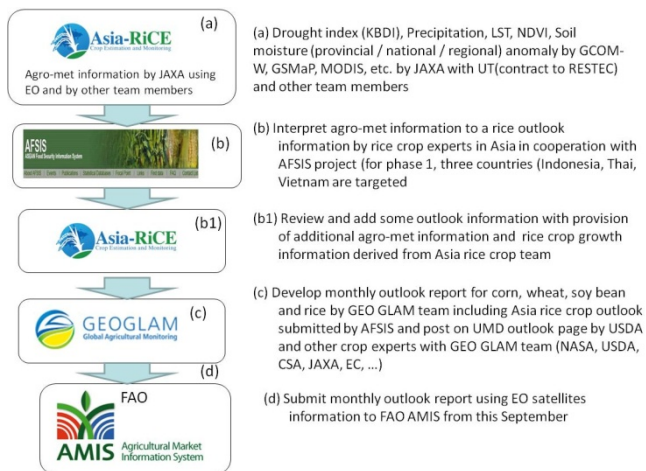 (a)
Asia-RiCE
Crop Estimation and Monitoring
Agro-met information by JAXA using
EO and by other team members
(a) Drought index (KBDI), Precipitation, LST, NDVI, Soil
moisture (provincial / national / regional) anomaly by GCOM-
W, GSMaP, MODIS, etc. by JAXA with UT(contract to RESTEC)
and other team members
AFSIS
ASEAN Food Security Information System
(b)
(b) Interpret agro-met information to a rice outlook
information by rice crop experts in Asia in cooperation with
AFSIS project (for phase 1, three countries (Indonesia, Thai,
Vietnam are targeted
Asia-RiCE
Crop Estimation and Monitoring
(b1)
(b1) Review and add some outlook information with provision
of additional agro-met information and rice crop growth
information derived from Asia rice crop team
GEOGLAM
Global Agricultural Monitoring
(c)
(c) Develop monthly outlook report for corn, wheat, soy bean
and rice by GEO GLAM team including Asia rice crop outlook
submitted by AFSIS and post on UMD outlook page by USDA
and other crop experts with GEO GLAM team (NASA, USDA,
CSA, JAXA, EC, ...)
(d)
FAO
AMIS
Agricultural Market
Information System
(d) Submit monthly outlook report using EO satellites
information to FAO AMIS from this September